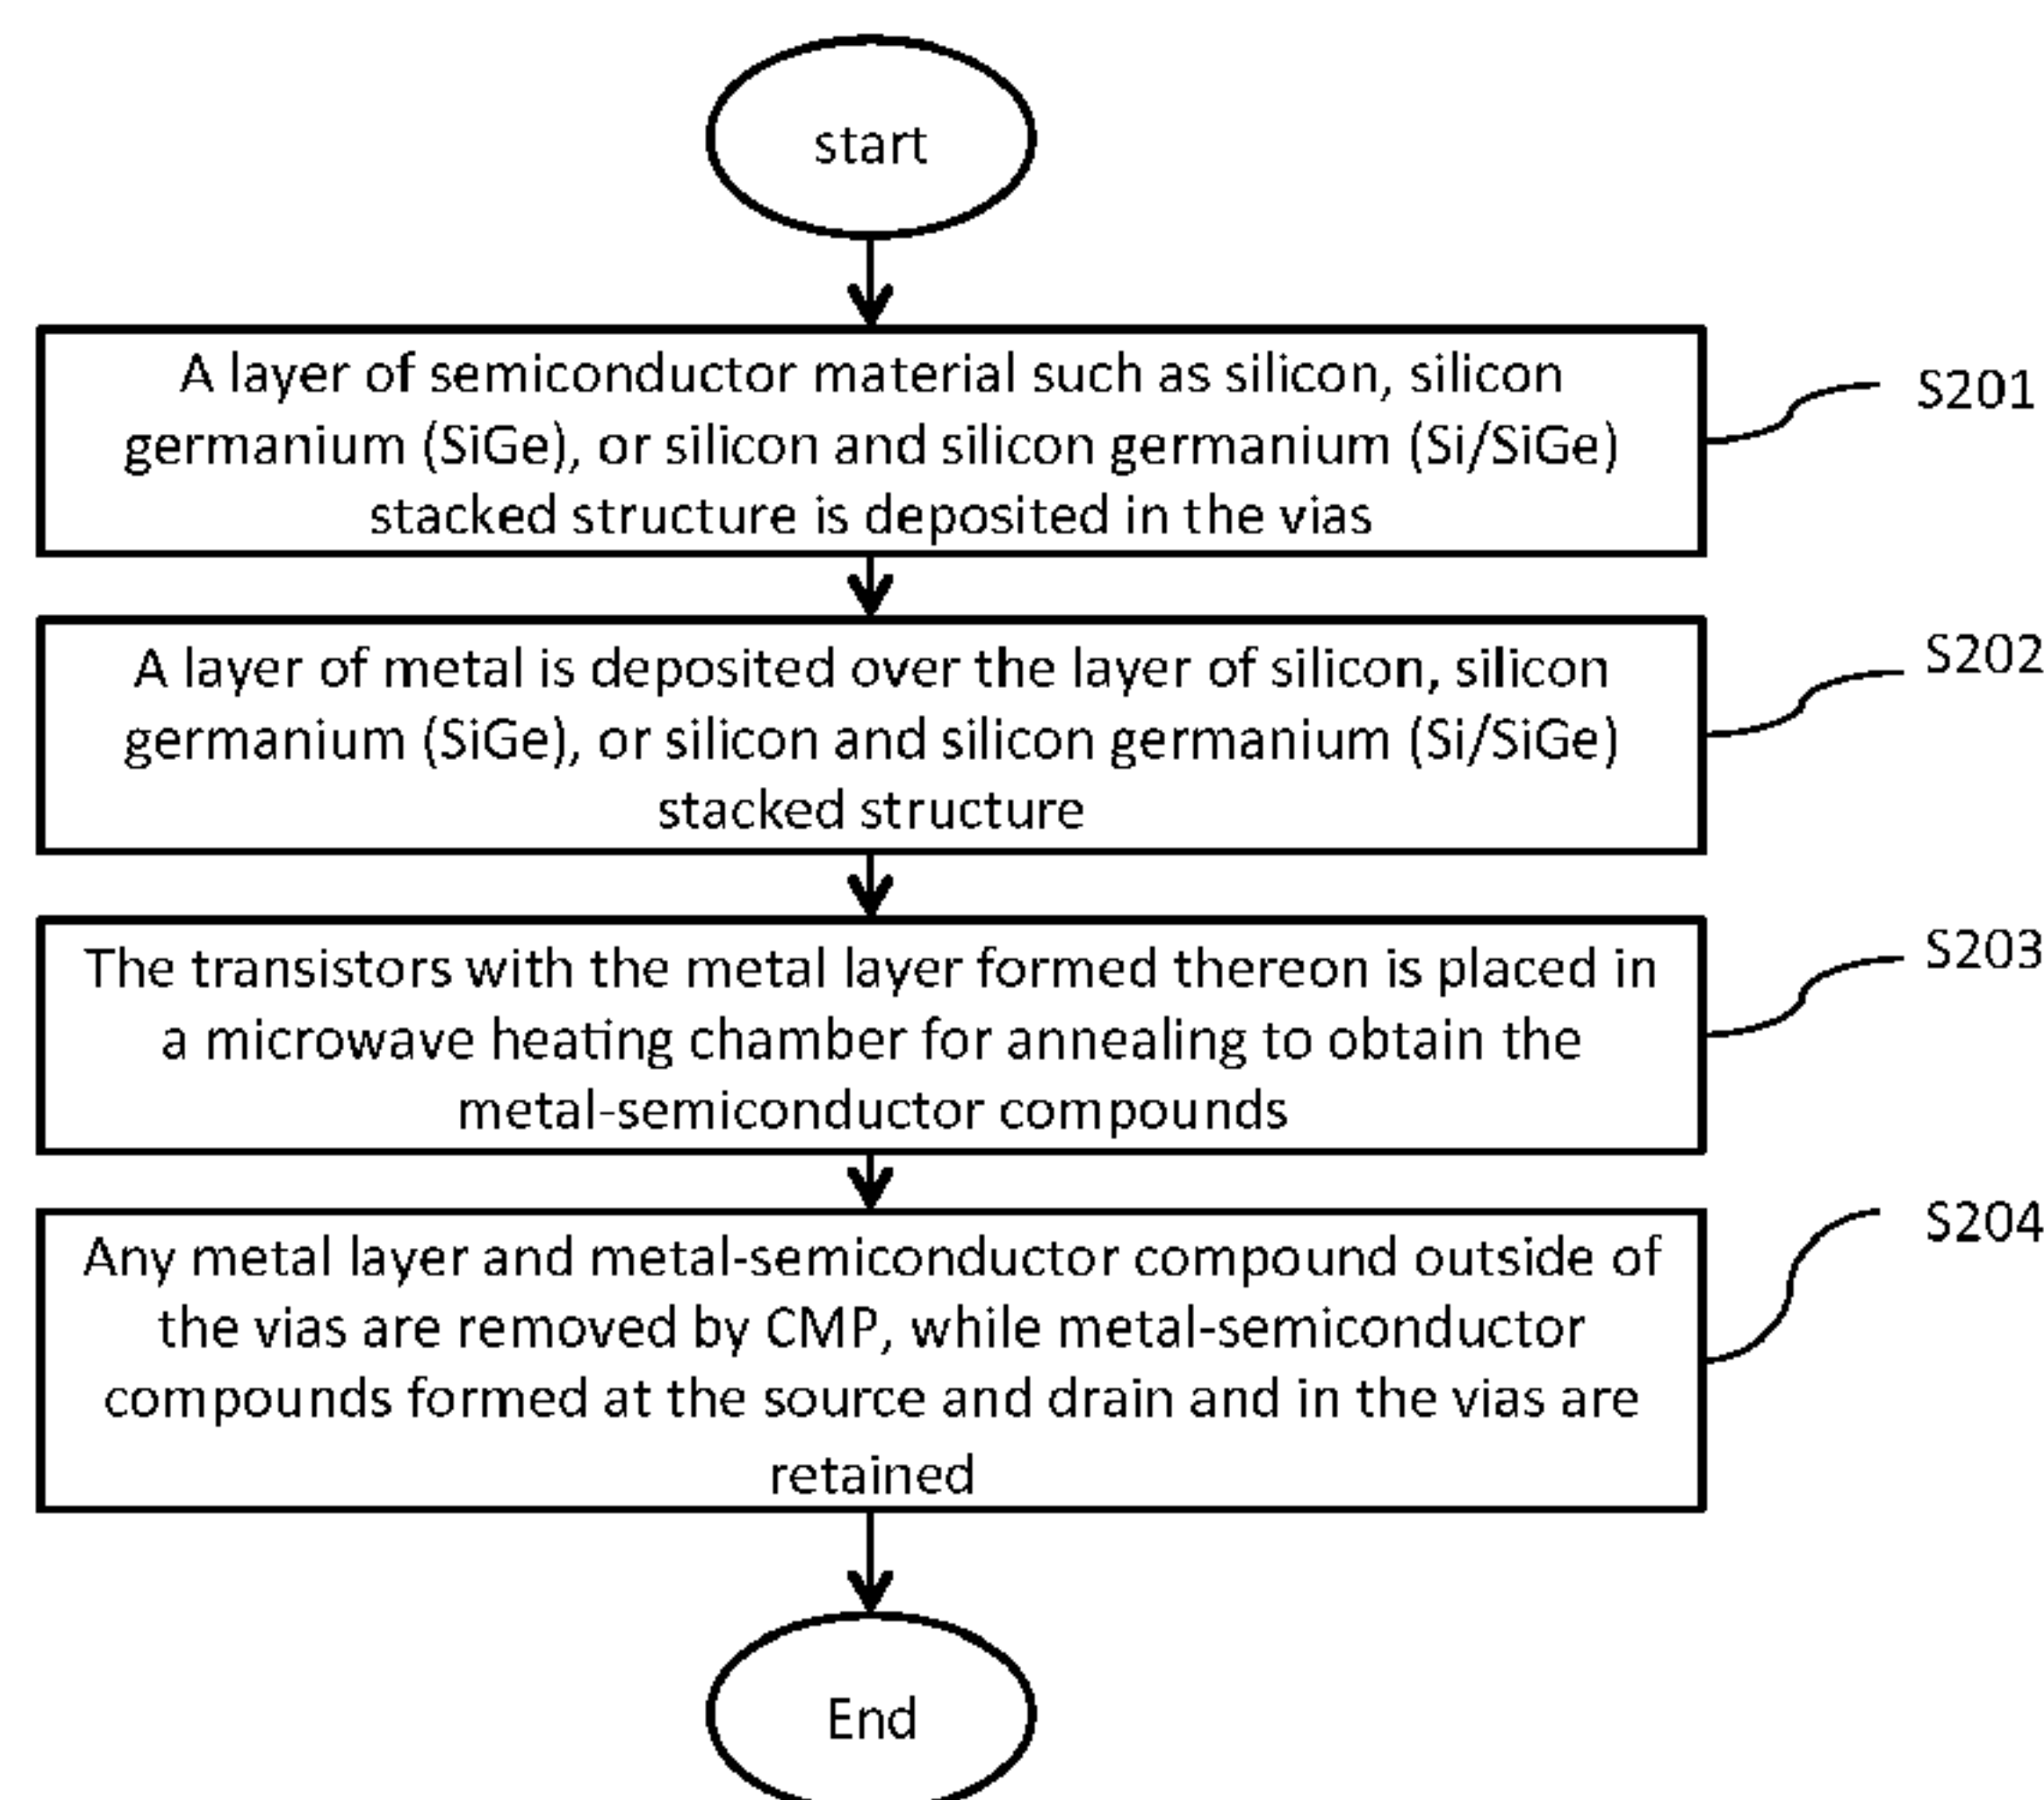 start
A layer of semiconductor material such as silicon, silicon
germanium (SiGe), or silicon and silicon germanium (Si/SiGe)
stacked structure is deposited in the vias
S201
A layer of metal is deposited over the layer of silicon, silicon
germanium (SiGe), or silicon and silicon germanium (Si/SiGe)
stacked structure
S202
The transistors with the metal layer formed thereon is placed in
a microwave heating chamber for annealing to obtain the
metal-semiconductor compounds
S203
Any metal layer and metal-semiconductor compound outside of
the vias are removed by CMP, while metal-semiconductor
compounds formed at the source and drain and in the vias are
retained
S204
End